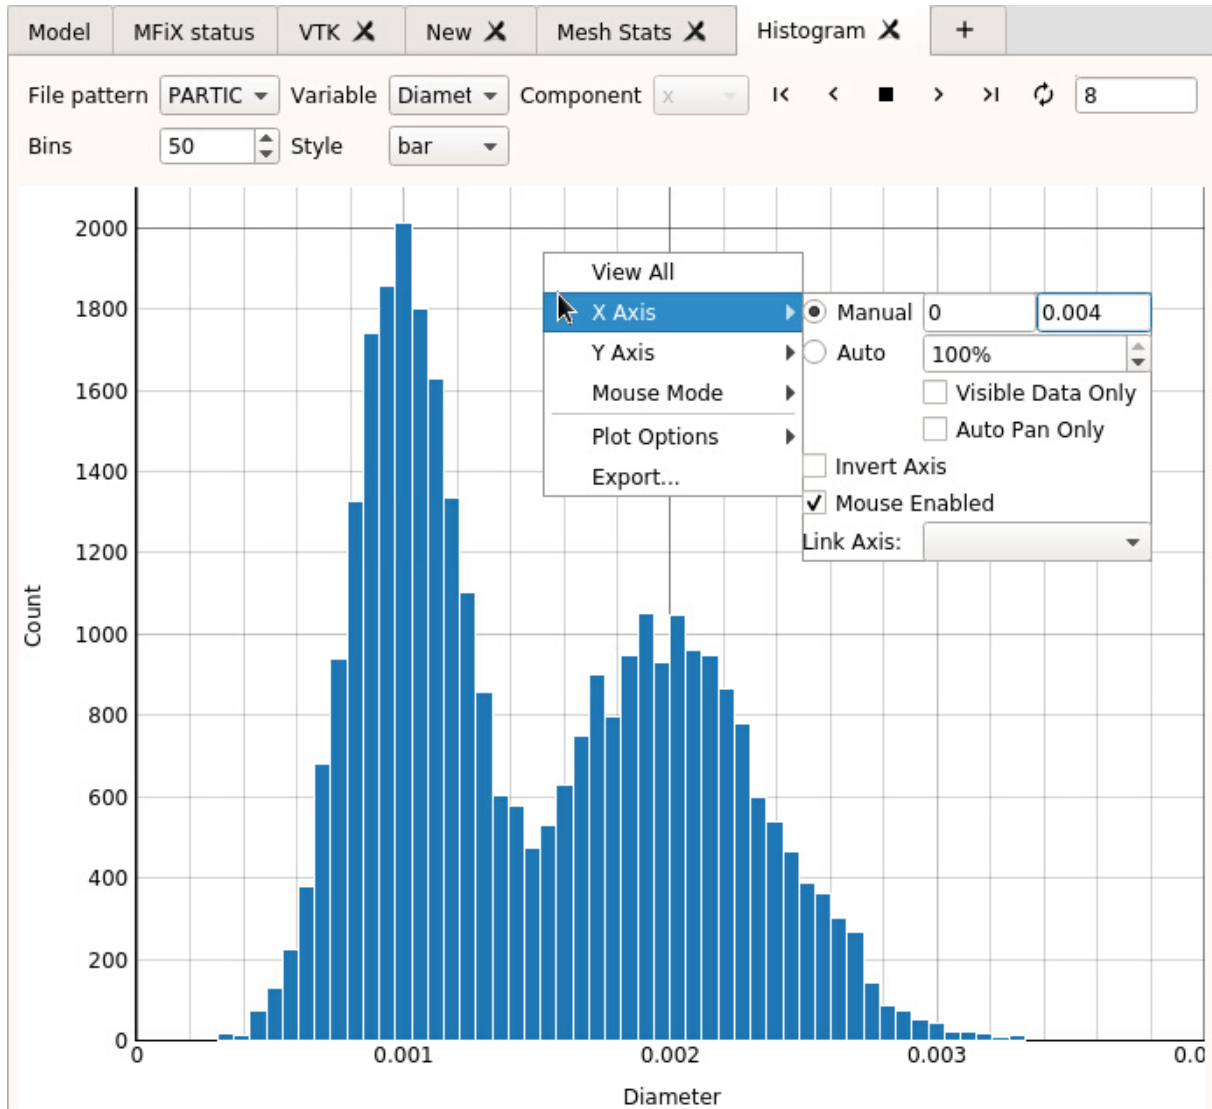 Model MFiX status VTK New Mesh Stats Histogram +
File pattern PARTIC Variable Diamet Component x 8
Bins 50 Style bar
2000
1800
1600
1400
1200
1000
800
600
400
200
0
Count
View All
X Axis
Y Axis
Mouse Mode
Plot Options
Export...
Manual 0 0.004
Auto 100%
Visible Data Only
Auto Pan Only
Invert Axis
Mouse Enabled
Link Axis:
0 0.001 0.002 0.003 0.0
Diameter